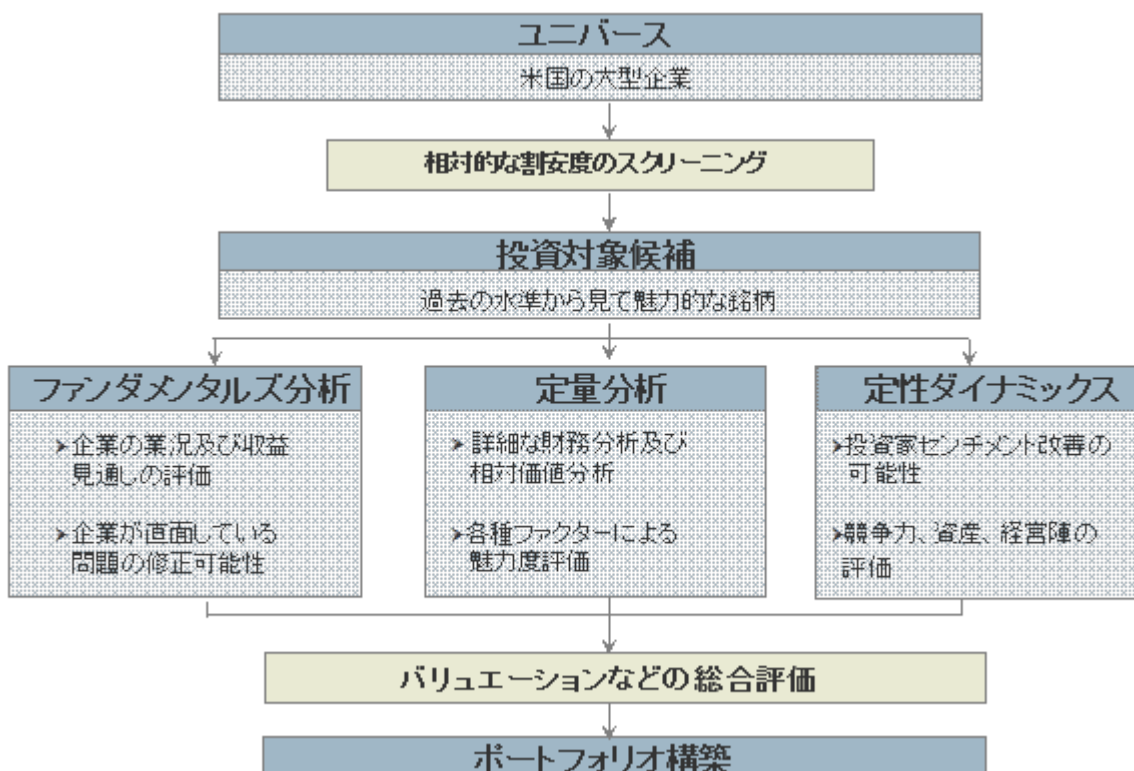 ユニバース
米国の大型企業
相対的な割安度のスクリーニング
投資対象候補
過去の水準から見て魅力的な銘柄
ファンダメンタルズ分析
➤企業の業況及び収益
見通しの評価
➤企業が直面している
問題の修正可能性
定量分析
➤詳細な財務分析及び
相対価値分析
➤各種ファクターによる
魅力度評価
定性ダイナミックス
➤投資家センチメント改善の
可能性
➤競争力、資産、経営陣の
評価
バリュエーションなどの総合評価
ポートフォリオ構築